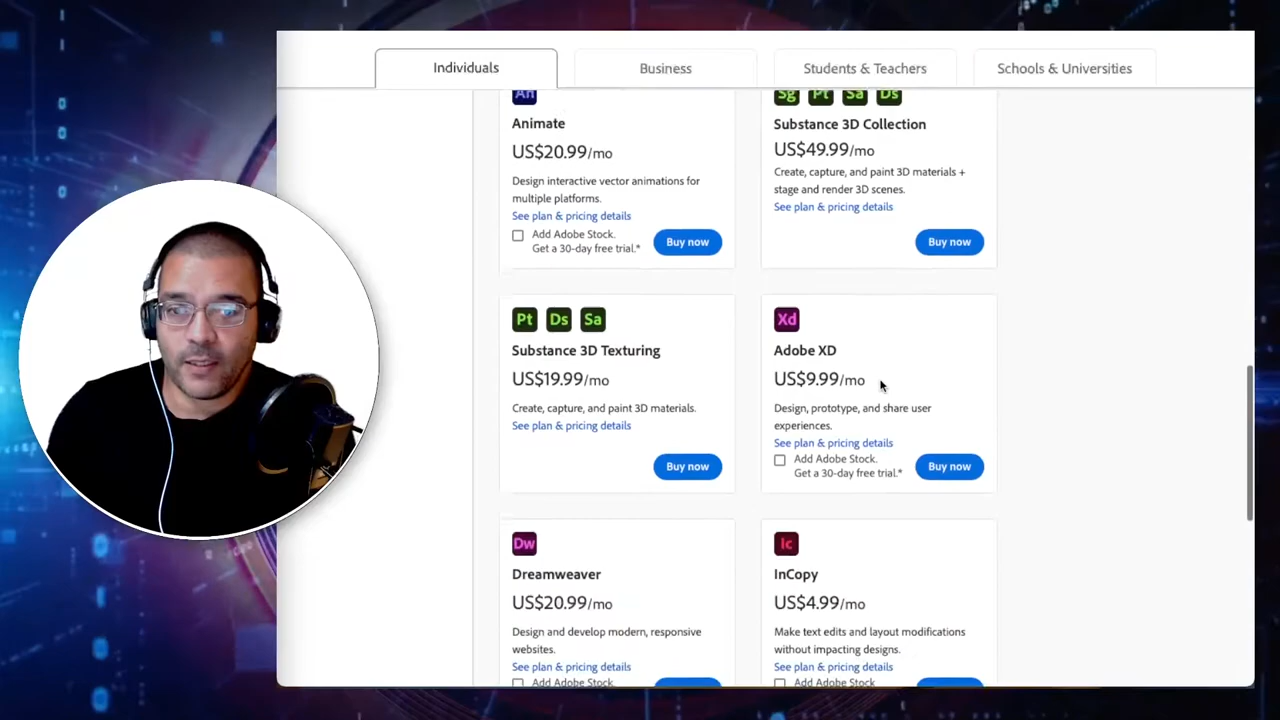 Individuals
Business
Students & Teachers
Schools & Universities
An
Animate
US$20.99/mo
Design interactive vector animations for
multiple platforms.
See plan & pricing details
Add Adobe Stock.
Get a 30-day free trial.*
Buy now
Sg Pt Sa Ds
Substance 3D Collection
US$49.99/mo
Create, capture, and paint 3D materials +
stage and render 3D scenes.
See plan & pricing details
Buy now
Pt Ds Sa
Substance 3D Texturing
US$19.99/mo
Create, capture, and paint 3D materials.
See plan & pricing details
Buy now
Xd
Adobe XD
US$9.99/mo
Design, prototype, and share user
experiences.
See plan & pricing details
Add Adobe Stock.
Get a 30-day free trial.*
Buy now
Dw
Dreamweaver
US$20.99/mo
Design and develop modern, responsive
websites.
See plan & pricing details
Add Adobe Stock.
Ic
InCopy
US$4.99/mo
Make text edits and layout modifications
without impacting designs.
See plan & pricing details
Add Adobe Stock.